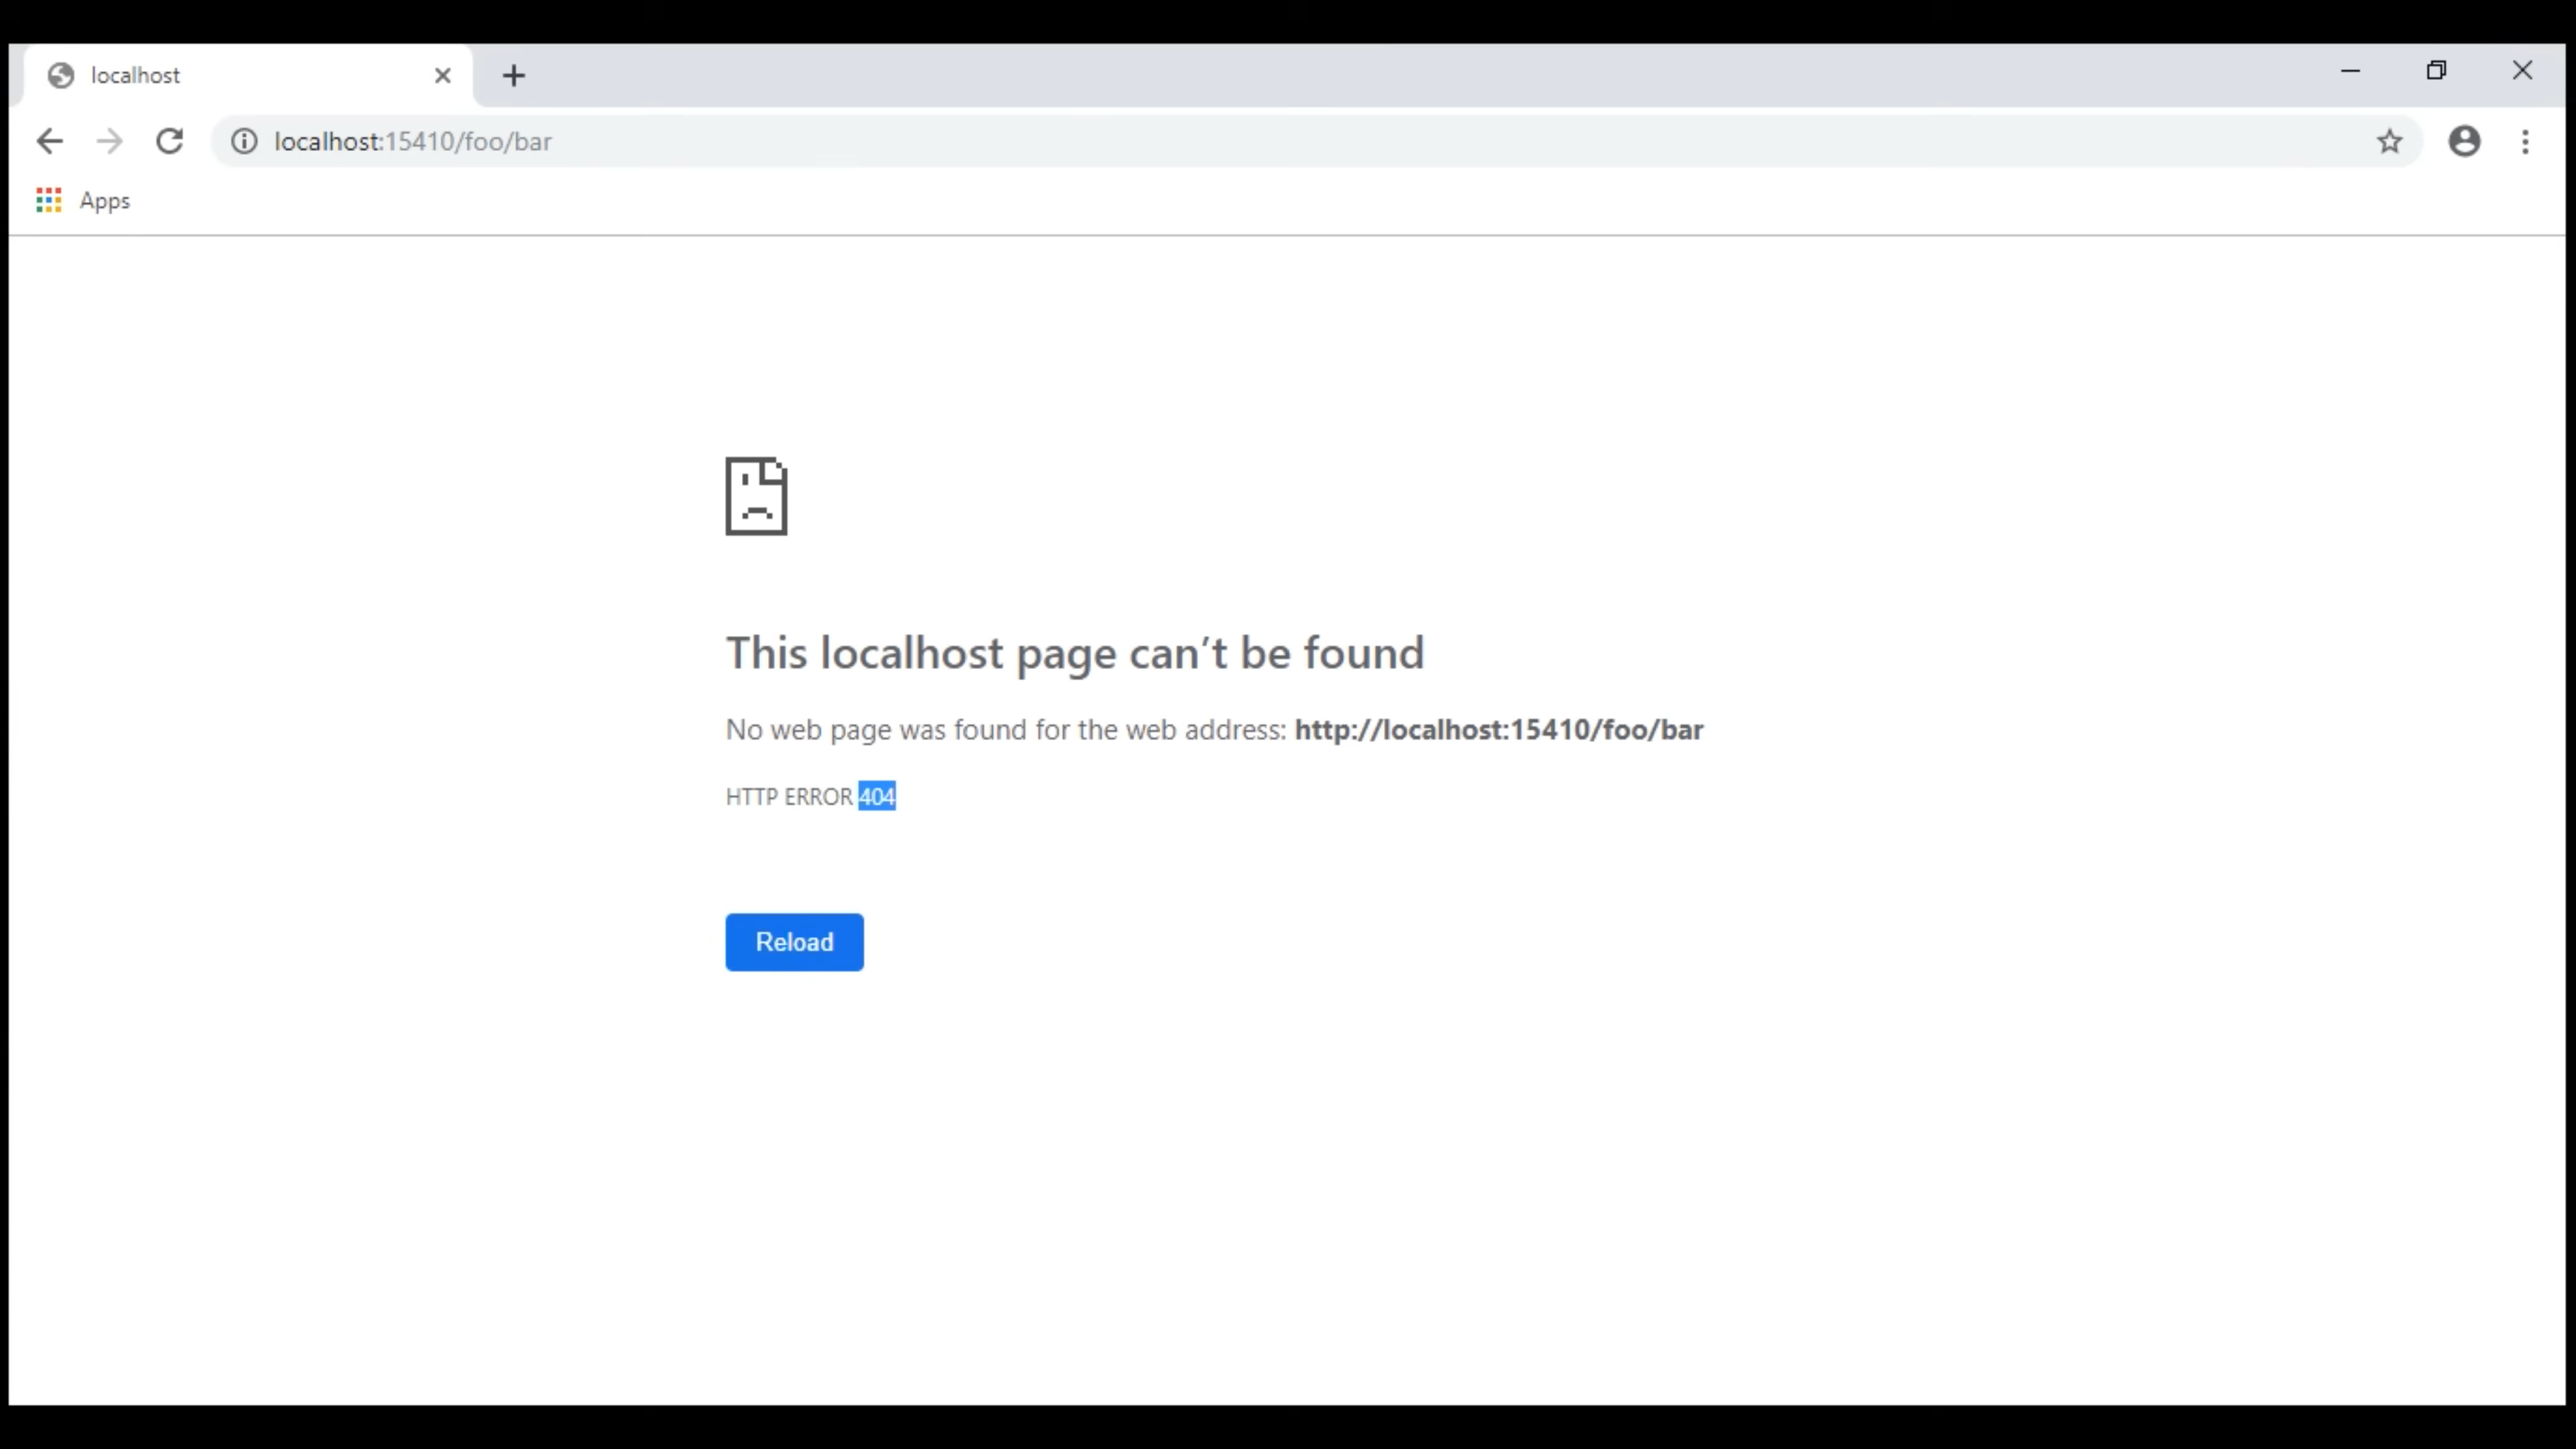 localhost
localhost:15410/foo/bar
Apps
This localhost page can’t be found
No web page was found for the web address: http://localhost:15410/foo/bar
HTTP ERROR 404
Reload